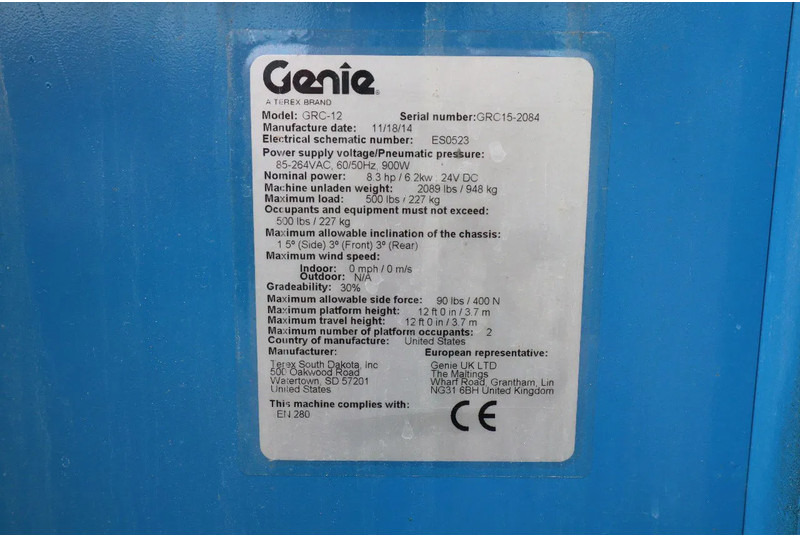 Genie
A TEREX BRAND
Model: GRC-12 Serial number:GRC15-2084
Manufacture date: 11/18/14
Electrical schematic number: ES0523
Power supply voltage/Pneumatic pressure:
85-264VAC, 60/50Hz, 900W
Nominal power: 8.3 hp / 6.2kw 24V DC
Machine unladen weight: 2089 lbs / 948 kg
Maximum load: 500 lbs / 227 kg
Occupants and equipment must not exceed:
500 lbs / 227 kg
Maximum allowable inclination of the chassis:
1.5º (Side) 3º (Front) 3º (Rear)
Maximum wind speed:
Indoor: 0 mph / 0 m/s
Outdoor: N/A
Gradeability: 30%
Maximum allowable side force: 90 lbs / 400 N
Maximum platform height: 12 ft 0 in / 3.7 m
Maximum travel height: 12 ft 0 in / 3.7 m
Maximum number of platform occupants: 2
Country of manufacture: United States
Manufacturer: European representative:
Terex South Dakota, Inc Genie UK LTD
500 Oakwood Road The Maltings
Watertown, SD 57201 Wharf Road, Grantham, Lin
United States NG31 6BH United Kingdom
This machine complies with:
EN 280
CE